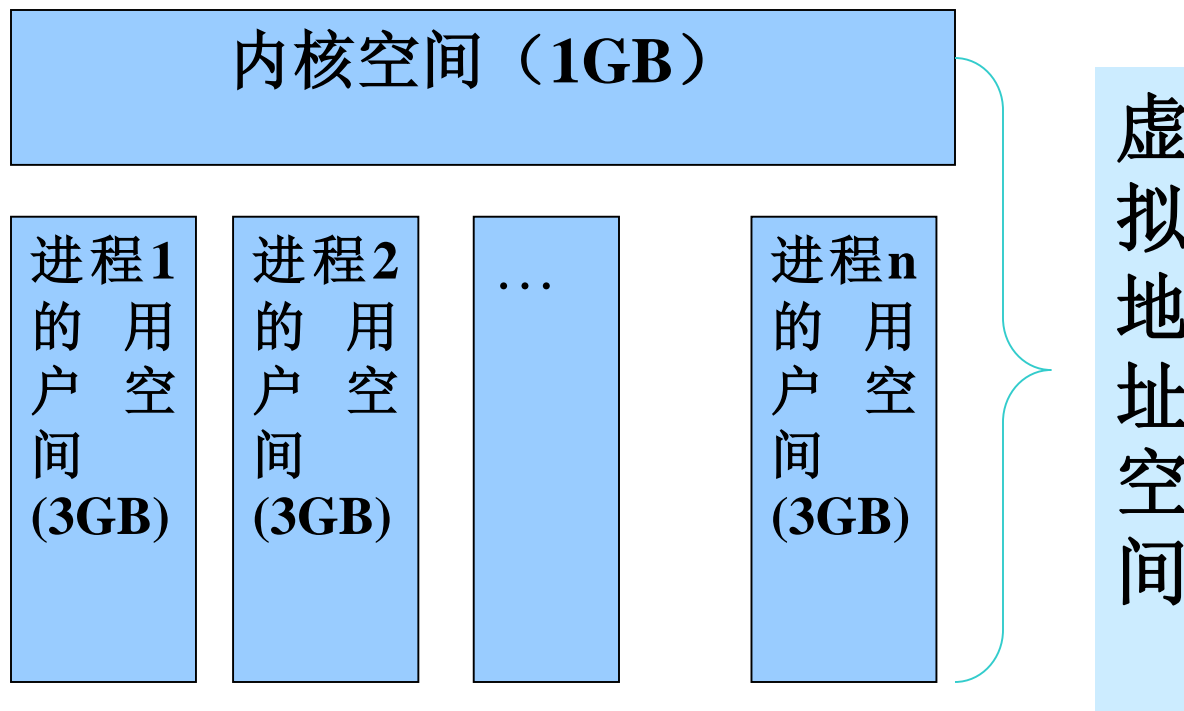 内核空间（1GB）
进程1
的用
户空
间
(3GB)
进程2
的用
户空
间
(3GB)
…
进程n
的用
户空
间
(3GB)
虚
拟
地
址
空
间